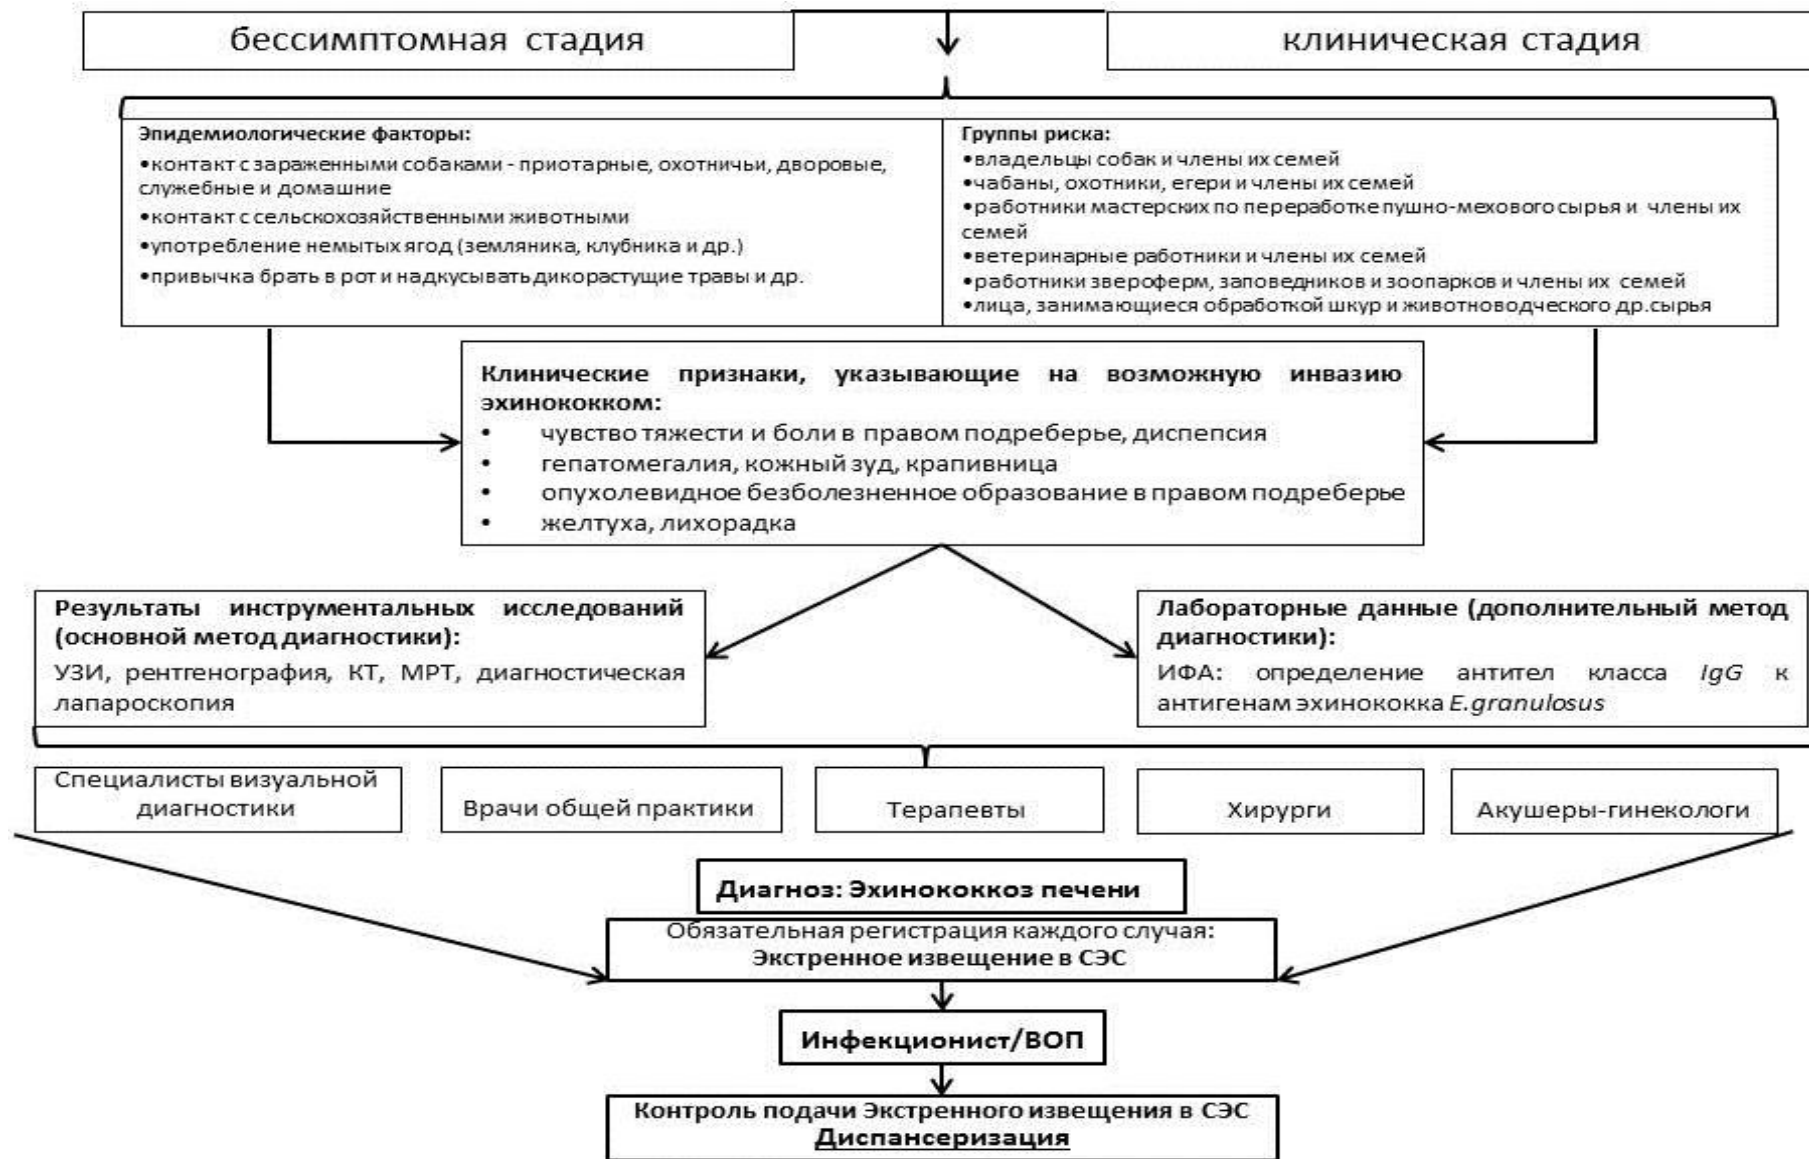 бессимптомная стадия
клиническая стадия
Эпидемиологические факторы:
•контакт с зараженными собаками - приотарные, охотничьи, дворовые,
служебные и домашние
•контакт с сельскохозяйственными животными
•употребление немытых ягод (земляника, клубника и др.)
•привычка брать в рот и надкусывать дикорастущие травы и др.
Группы риска:
•владельцы собак и члены их семей
•чабаны, охотники, егери и члены их семей
•работники мастерских по переработке пушно-мехового сырья и члены их
семей
•ветеринарные работники и члены их семей
•работники звероферм, заповедников и зоопарков и члены их семей
•лица, занимающиеся обработкой шкур и животноводческого др.сырья
Клинические признаки, указывающие на возможную инвазию
эхинококком:
• чувство тяжести и боли в правом подреберье, диспепсия
• гепатомегалия, кожный зуд, крапивница
• опухолевидное безболезненное образование в правом подреберье
• желтуха, лихорадка
Результаты инструментальных исследований
(основной метод диагностики):
УЗИ, рентгенография, КТ, МРТ, диагностическая
лапароскопия
Лабораторные данные (дополнительный метод
диагностики):
ИФА: определение антител класса IgG к
антигенам эхинококка E.granulosus
Специалисты визуальной
диагностики
Врачи общей практики
Терапевты
Хирурги
Акушеры-гинекологи
Диагноз: Эхинококкоз печени
Обязательная регистрация каждого случая:
Экстренное извещение в СЭС
Инфекционист/ВОП
Контроль подачи Экстренного извещения в СЭС
Диспансеризация